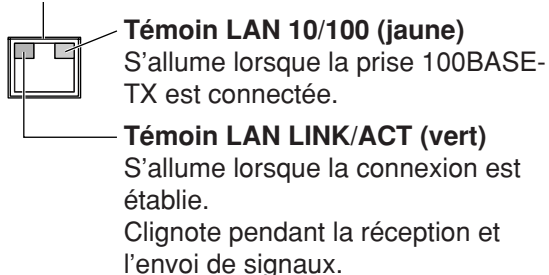 Témoin LAN 10/100 (jaune)
S'allume lorsque la prise 100BASE-
TX est connectée.
Témoin LAN LINK/ACT (vert)
S'allume lorsque la connexion est
établie.
Clignote pendant la réception et
l'envoi de signaux.